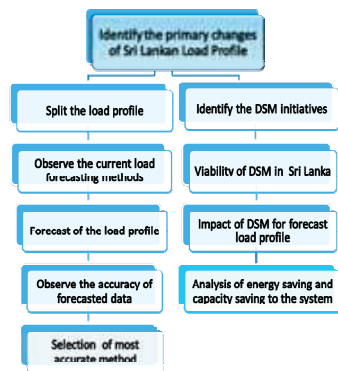 Identify the primary changes
of Sri Lankan Load Profile
Split the load profile
Observe the current load
forecasting methods
Forecast of the load profile
Observe the accuracy of
forecasted data
Selection of most
accurate method
Identify the DSM initiatives
Viability of DSM in Sri Lanka
Impact of DSM for forecast
load profile
Analysis of energy saving and
capacity saving to the system